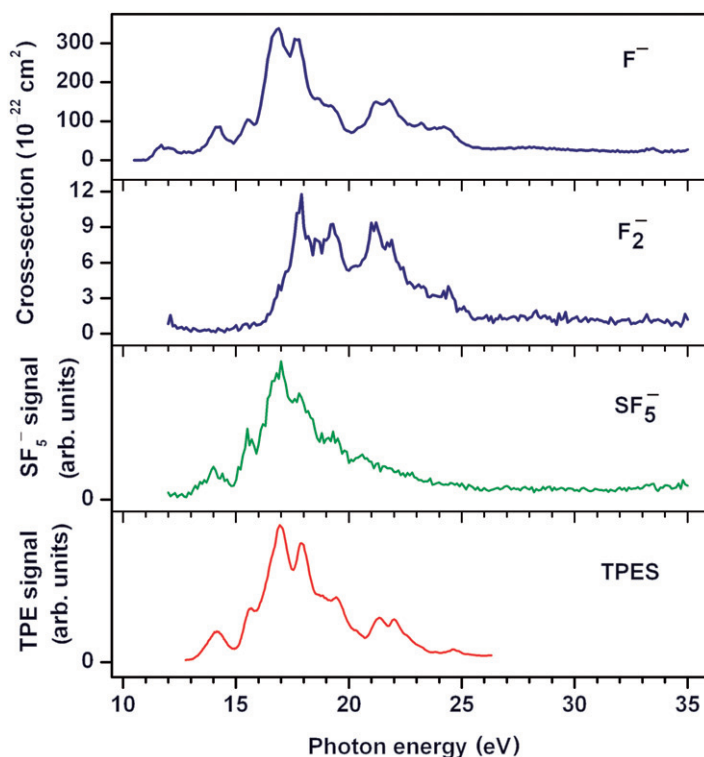 300
200
100
0
F⁻
12
9
6
3
0
F₂⁻
Cross-section (10⁻²² cm²)
0
SF₅⁻
SF₅⁻ signal
(arb. units)
0
TPES
TPE signal
(arb. units)
10 15 20 25 30 35
Photon energy (eV)